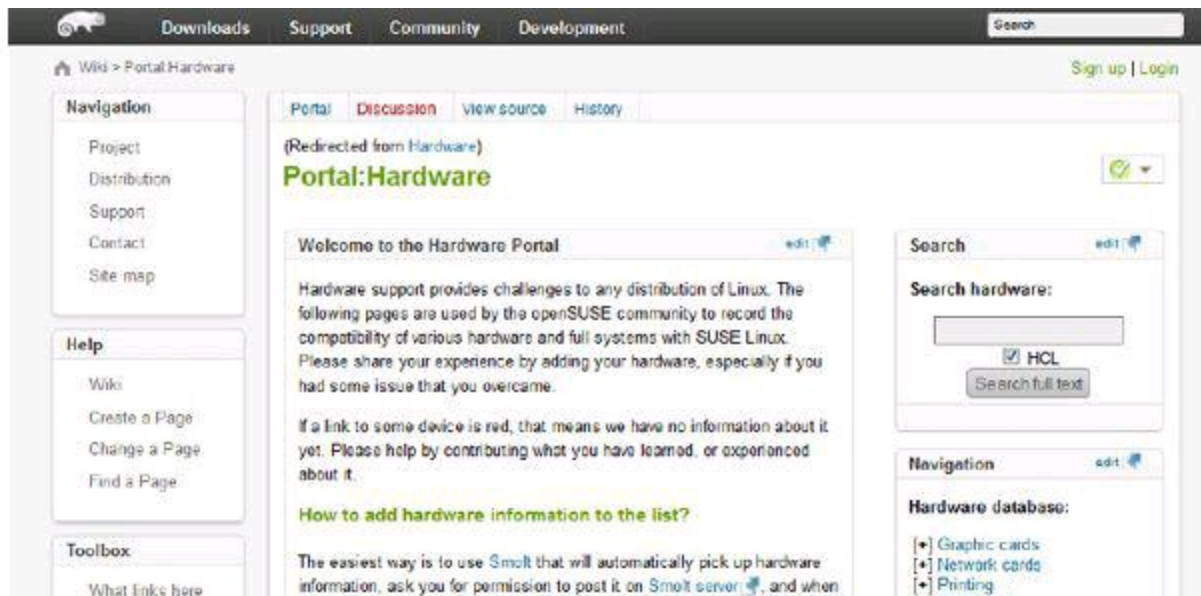 Downloads Support Community Development Search
Wiki > Portal:Hardware Sign up | Login
Navigation
Project
Distribution
Support
Contact
Site map
Help
Wiki
Create a Page
Change a Page
Find a Page
Toolbox
What links here
Portal Discussion View source History
(Redirected from Hardware)
Portal:Hardware
Welcome to the Hardware Portal edit
Hardware support provides challenges to any distribution of Linux. The
following pages are used by the openSUSE community to record the
compatibility of various hardware and full systems with SUSE Linux.
Please share your experience by adding your hardware, especially if you
had some issue that you overcame.
If a link to some device is red, that means we have no information about it
yet. Please help by contributing what you have learned, or experienced
about it.
How to add hardware information to the list?
The easiest way is to use Smolt that will automatically pick up hardware
information, ask you for permission to post it on Smolt server, and when
Search edit
Search hardware:
HCL
Search full text
Navigation edit
Hardware database:
[+] Graphic cards
[+] Network cards
[+] Printing